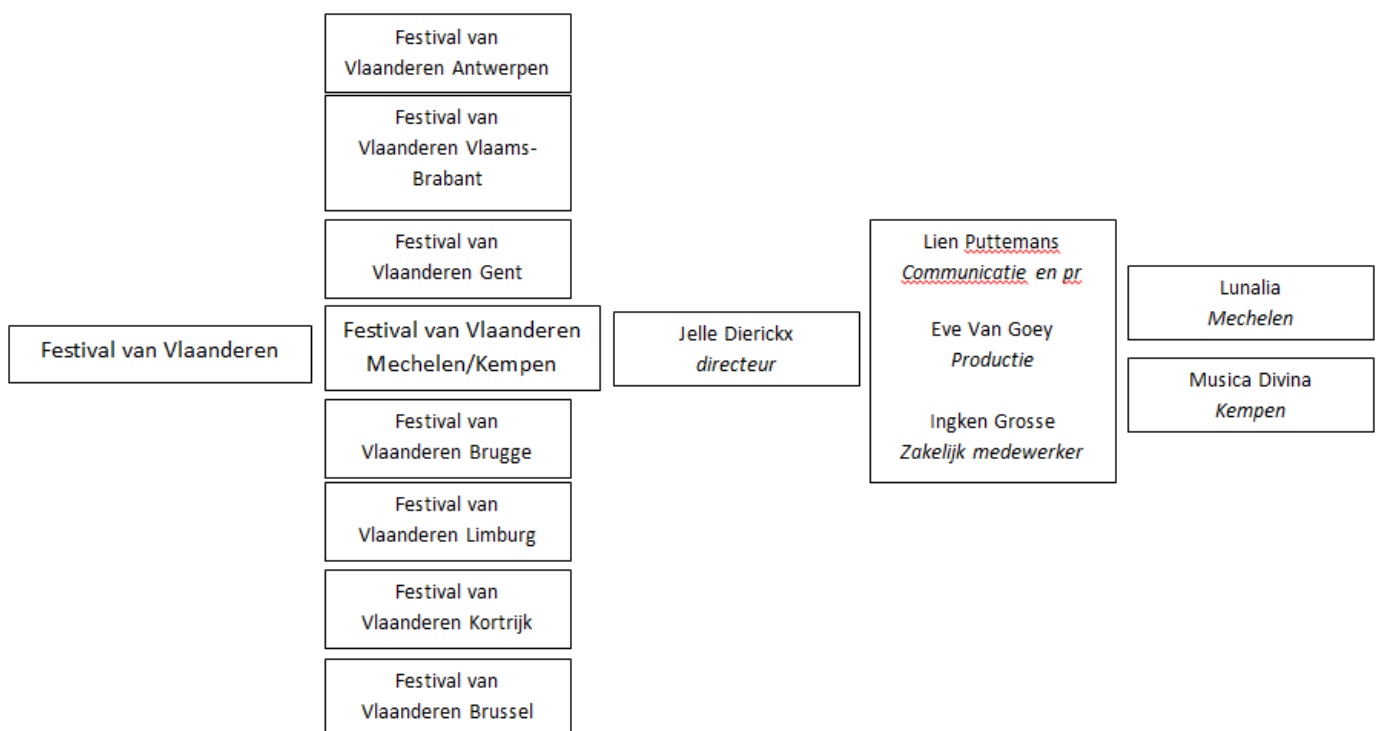 Festival van Vlaanderen
Festival van
Vlaanderen Antwerpen
Festival van
Vlaanderen Vlaams-
Brabant
Festival van
Vlaanderen Gent
Festival van Vlaanderen
Mechelen/Kempen
Festival van
Vlaanderen Brugge
Festival van
Vlaanderen Limburg
Festival van
Vlaanderen Kortrijk
Festival van
Vlaanderen Brussel
Jelle Dierickx
directeur
Lien Puttemans
Communicatie en pr
Eve Van Goey
Productie
Ingken Grosse
Zakelijk medewerker
Lunalia
Mechelen
Musica Divina
Kempen